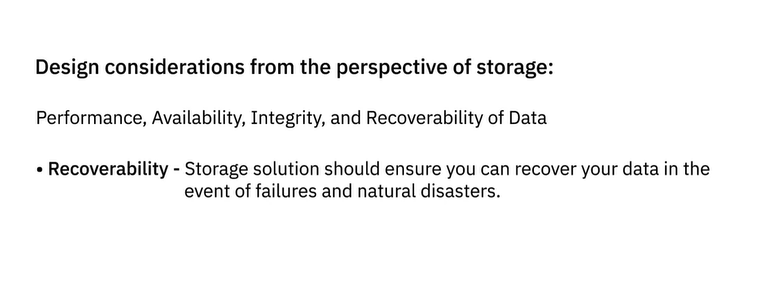 Design considerations from the perspective of storage:
Performance, Availability, Integrity, and Recoverability of Data
• Recoverability - Storage solution should ensure you can recover your data in the
event of failures and natural disasters.